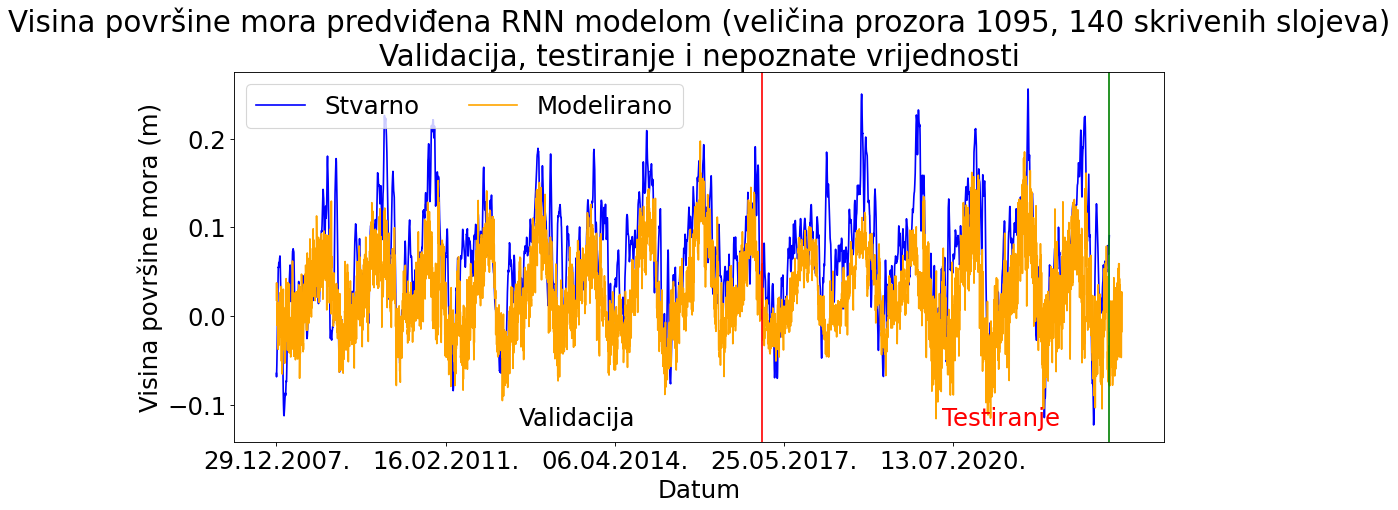 Visina površine mora predviđena RNN modelom (veličina prozora 1095, 140 skrivenih slojeva)
Validacija, testiranje i nepoznate vrijednosti
Stvarno Modelirano
Visina površine mora (m)
0.2
0.1
0.0
−0.1
Validacija Testiranje
29.12.2007. 16.02.2011. 06.04.2014. 25.05.2017. 13.07.2020.
Datum